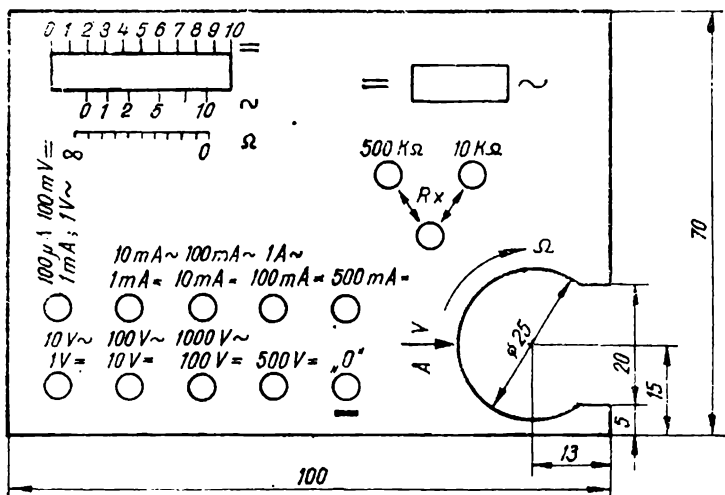 0 1 2 3 4 5 6 7 8 9 10 =
= ~
0 1 2 5 10 ~
∞ 0 Ω
500 KΩ 10 KΩ
Rx
100μA 100mV =
1mA; 1V~
10mA~ 100mA~ 1A~
1mA= 10mA= 100mA= 500mA=
Ω
10V~ 100V~ 1000V~
1V= 10V= 100V= 500V= „0"
V
A
ø25
70
20
15
5
13
100